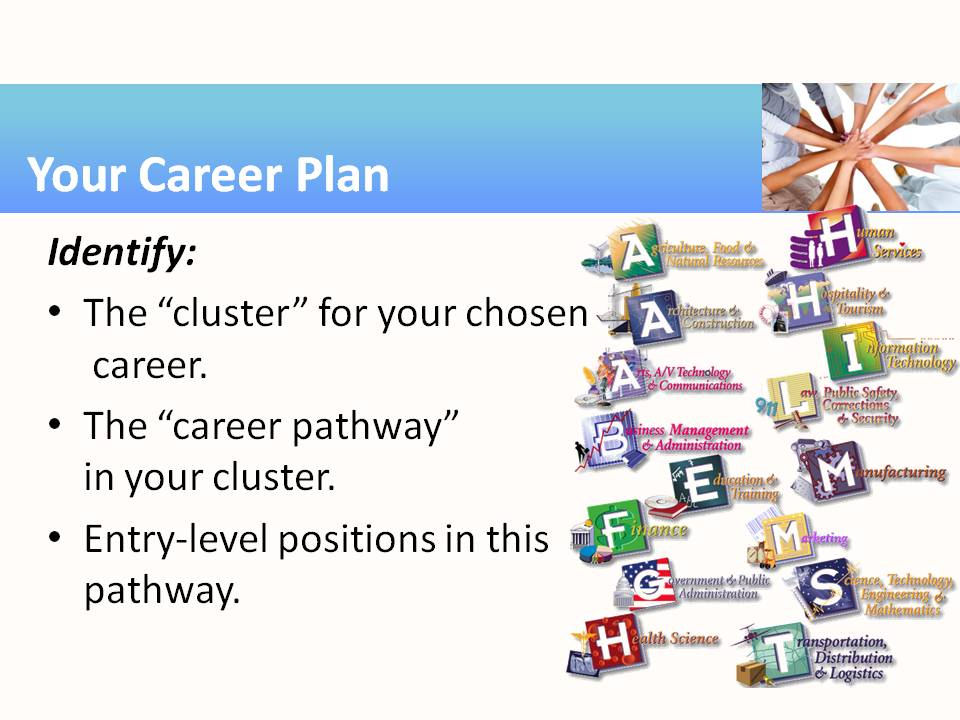 Your Career Plan
Identify:
• The “cluster” for your chosen
career.
• The “career pathway”
in your cluster.
• Entry-level positions in this
pathway.
Agriculture, Food &
Natural Resources
Architecture &
Construction
Arts, A/V Technology
& Communications
Business Management
& Administration
Education &
Training
ABC
Finance
Government & Public
Administration
Health Science
Human
Services
Hospitality &
Tourism
Information
Technology
911
Law, Public Safety,
Corrections
& Security
Manufacturing
Marketing
Science, Technology,
Engineering &
Mathematics
Transportation,
Distribution
& Logistics